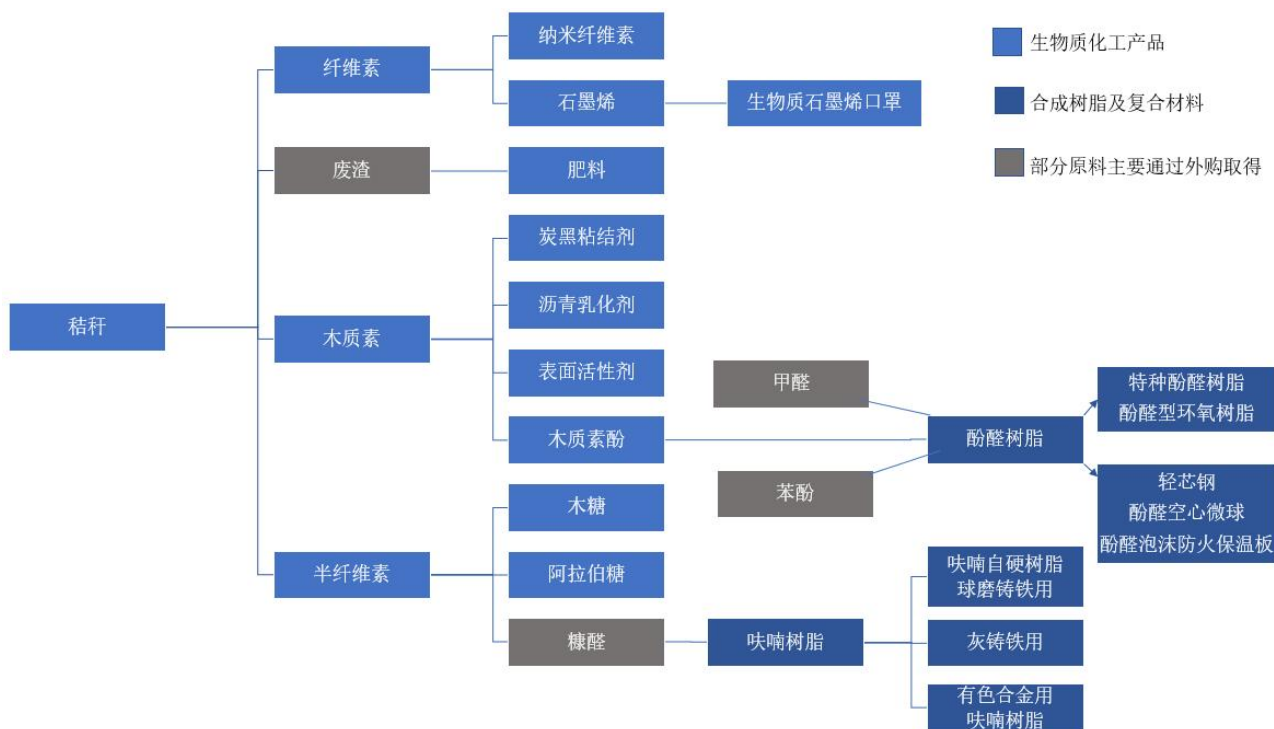 纳米纤维素
生物质化工产品
纤维素
石墨烯
生物质石墨烯口罩
合成树脂及复合材料
废渣
肥料
部分原料主要通过外购取得
炭黑粘结剂
沥青乳化剂
秸秆
木质素
表面活性剂
甲醛
特种酚醛树脂
酚醛型环氧树脂
木质素酚
酚醛树脂
苯酚
轻芯钢
酚醛空心微球
酚醛泡沫防火保温板
木糖
半纤维素
阿拉伯糖
呋喃自硬树脂
球磨铸铁用
糠醛
呋喃树脂
灰铸铁用
有色合金用
呋喃树脂